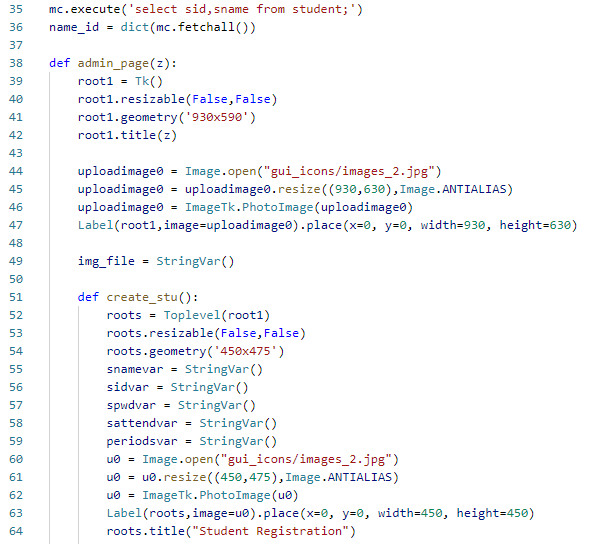 35 mc.execute('select sid,sname from student;')
36 name_id = dict(mc.fetchall())
37
38 def admin_page(z):
39     root1 = Tk()
40     root1.resizable(False,False)
41     root1.geometry('930x590')
42     root1.title(z)
43
44     uploadimage0 = Image.open("gui_icons/images_2.jpg")
45     uploadimage0 = uploadimage0.resize((930,630),Image.ANTIALIAS)
46     uploadimage0 = ImageTk.PhotoImage(uploadimage0)
47     Label(root1,image=uploadimage0).place(x=0, y=0, width=930, height=630)
48
49     img_file = StringVar()
50
51     def create_stu():
52         roots = Toplevel(root1)
53         roots.resizable(False,False)
54         roots.geometry('450x475')
55         snamevar = StringVar()
56         sidvar = StringVar()
57         spwdvar = StringVar()
58         sattendvar = StringVar()
59         periodsvar = StringVar()
60         u0 = Image.open("gui_icons/images_2.jpg")
61         u0 = u0.resize((450,475),Image.ANTIALIAS)
62         u0 = ImageTk.PhotoImage(u0)
63         Label(roots,image=u0).place(x=0, y=0, width=450, height=450)
64         roots.title("Student Registration")